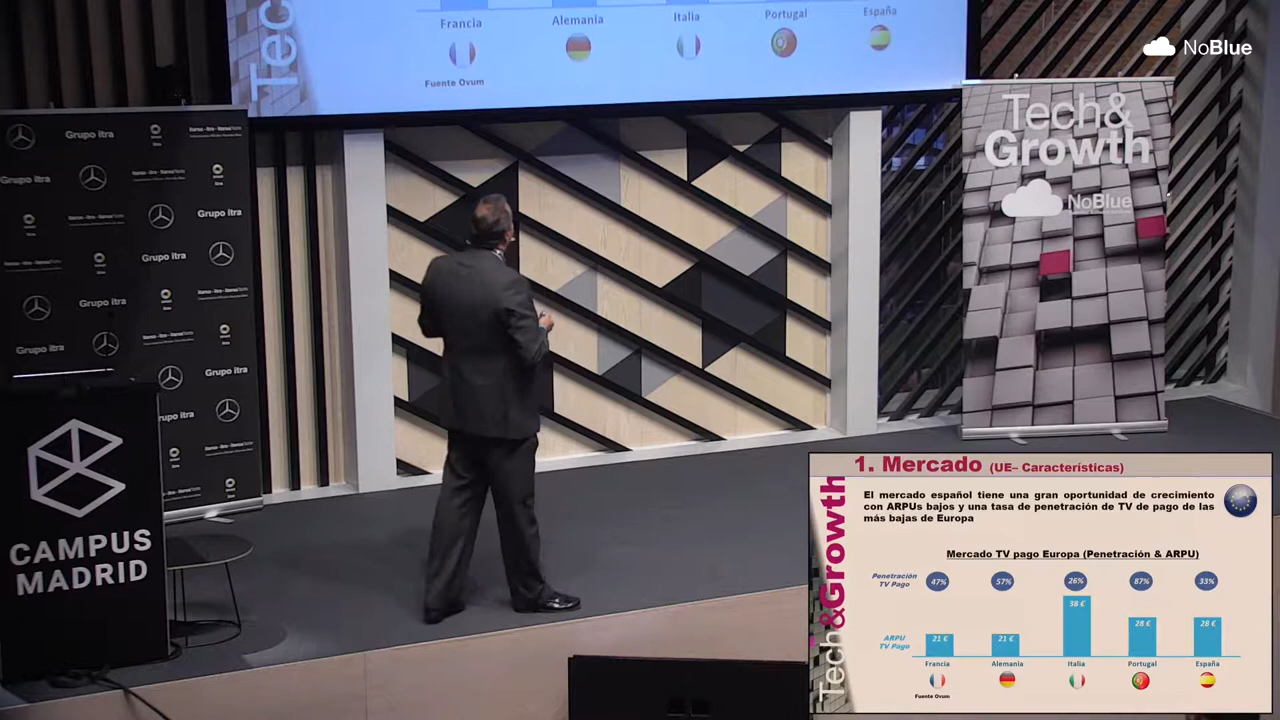 Francia
Alemania
Italia
Portugal
España
Fuente Ovum
Tec
NoBlue
Grupo itra
Grupo itra
Grupo itra
Grupo itra
Grupo itra
Grupo itra
Grupo itra
upo itra
CAMPUS
MADRID
Tech&
Growth
NoBlue
1. Mercado (UE– Características)
El mercado español tiene una gran oportunidad de crecimiento
con ARPUs bajos y una tasa de penetración de TV de pago de las
más bajas de Europa
Mercado TV pago Europa (Penetración & ARPU)
Penetración
TV Pago
47%
57%
26%
87%
33%
ARPU
TV Pago
21 €
21 €
38 €
28 €
28 €
Francia
Alemania
Italia
Portugal
España
Fuente Ovum
Tech&Growth